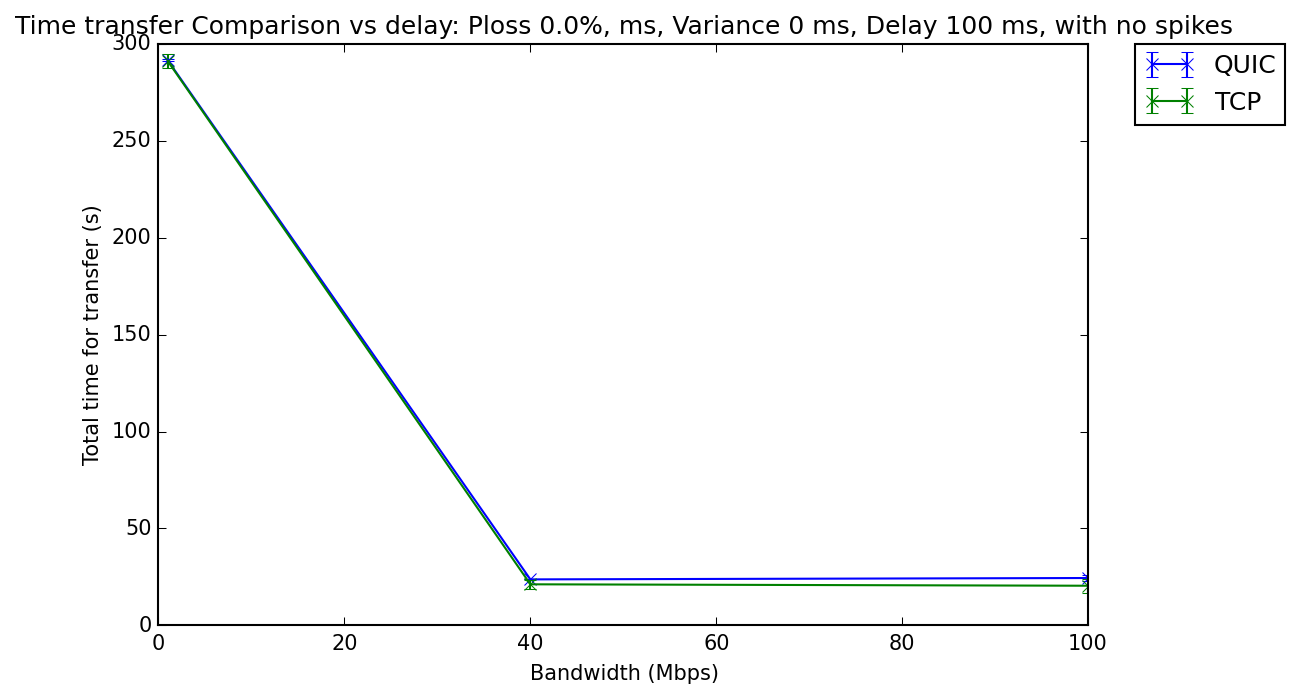 Time transfer Comparison vs delay: Ploss 0.0%, ms, Variance 0 ms, Delay 100 ms, with no spikes
QUIC
TCP
300
250
200
150
100
50
0
Total time for transfer (s)
0 20 40 60 80 100
Bandwidth (Mbps)